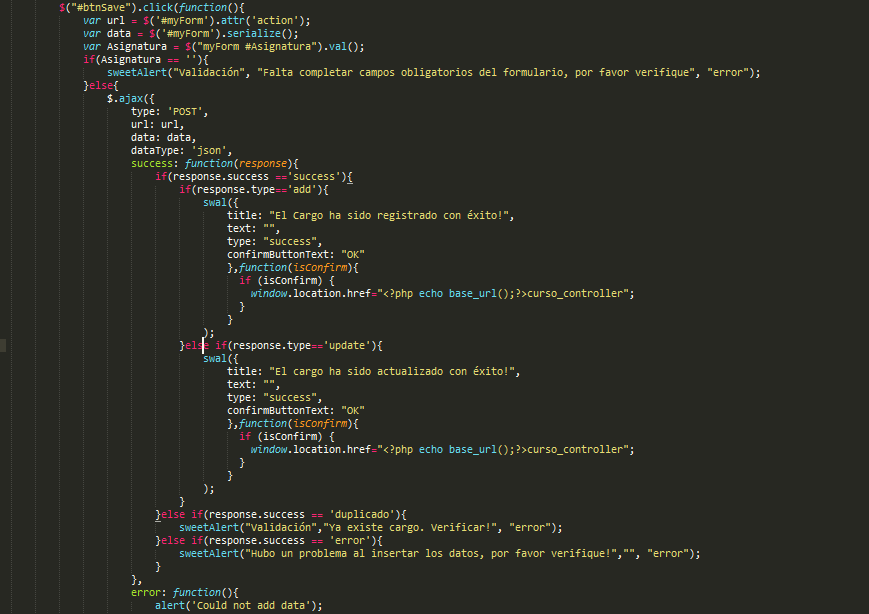 $("#btnSave").click(function(){
var url = $('#myForm').attr('action');
var data = $('#myForm').serialize();
var Asignatura = $("myForm #Asignatura").val();
if(Asignatura == ''){
sweetAlert("Validación", "Falta completar campos obligatorios del formulario, por favor verifique", "error");
}else{
$.ajax({
type: 'POST',
url: url,
data: data,
dataType: 'json',
success: function(response){
if(response.success =='success'){
if(response.type=='add'){
swal({
title: "El Cargo ha sido registrado con éxito!",
text: "",
type: "success",
confirmButtonText: "OK"
},function(isConfirm){
if (isConfirm) {
window.location.href="<?php echo base_url();?>curso_controller";
}
}
);
}else if(response.type=='update'){
swal({
title: "El cargo ha sido actualizado con éxito!",
text: "",
type: "success",
confirmButtonText: "OK"
},function(isConfirm){
if (isConfirm) {
window.location.href="<?php echo base_url();?>curso_controller";
}
}
);
}
}else if(response.success == 'duplicado'){
sweetAlert("Validación","Ya existe cargo. Verificar!", "error");
}else if(response.success == 'error'){
sweetAlert("Hubo un problema al insertar los datos, por favor verifique!","", "error");
}
},
error: function(){
alert('Could not add data');